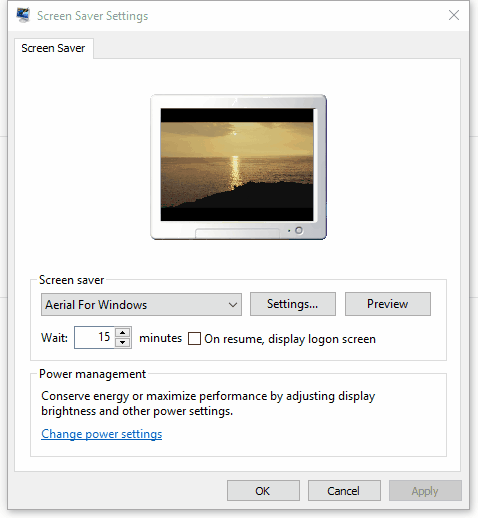 Screen Saver Settings
Screen Saver
Screen saver
Aerial For Windows
Settings...
Preview
Wait: 15 minutes
On resume, display logon screen
Power management
Conserve energy or maximize performance by adjusting display
brightness and other power settings.
Change power settings
OK
Cancel
Apply